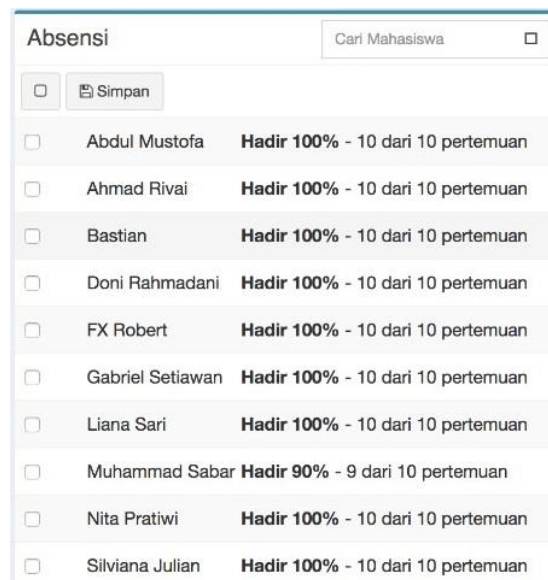 Absensi
Cari Mahasiswa
Simpan
Abdul Mustofa Hadir 100% - 10 dari 10 pertemuan
Ahmad Rivai Hadir 100% - 10 dari 10 pertemuan
Bastian Hadir 100% - 10 dari 10 pertemuan
Doni Rahmadani Hadir 100% - 10 dari 10 pertemuan
FX Robert Hadir 100% - 10 dari 10 pertemuan
Gabriel Setiawan Hadir 100% - 10 dari 10 pertemuan
Liana Sari Hadir 100% - 10 dari 10 pertemuan
Muhammad Sabar Hadir 90% - 9 dari 10 pertemuan
Nita Pratiwi Hadir 100% - 10 dari 10 pertemuan
Silviana Julian Hadir 100% - 10 dari 10 pertemuan